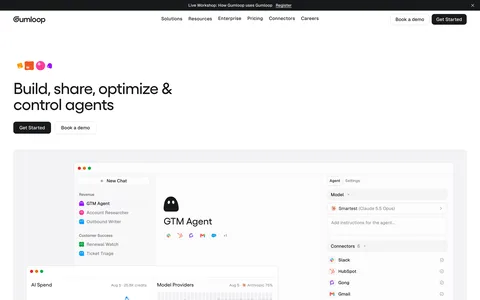 Live Workshop: How Gumloop uses Gumloop Register
Gumloop
Solutions Resources Enterprise Pricing Connectors Careers
Book a demo Get Started
Build, share, optimize &
control agents
Get Started Book a demo
New Chat
Revenue
GTM Agent
Account Researcher
Outbound Writer
Customer Success
Renewal Watch
Ticket Triage
GTM Agent
Agent Settings
Model
Smartest (Claude 5.5 Opus)
Add instructions for the agent...
Connectors 6
Slack
HubSpot
Gong
Gmail
AI Spend
Model Providers